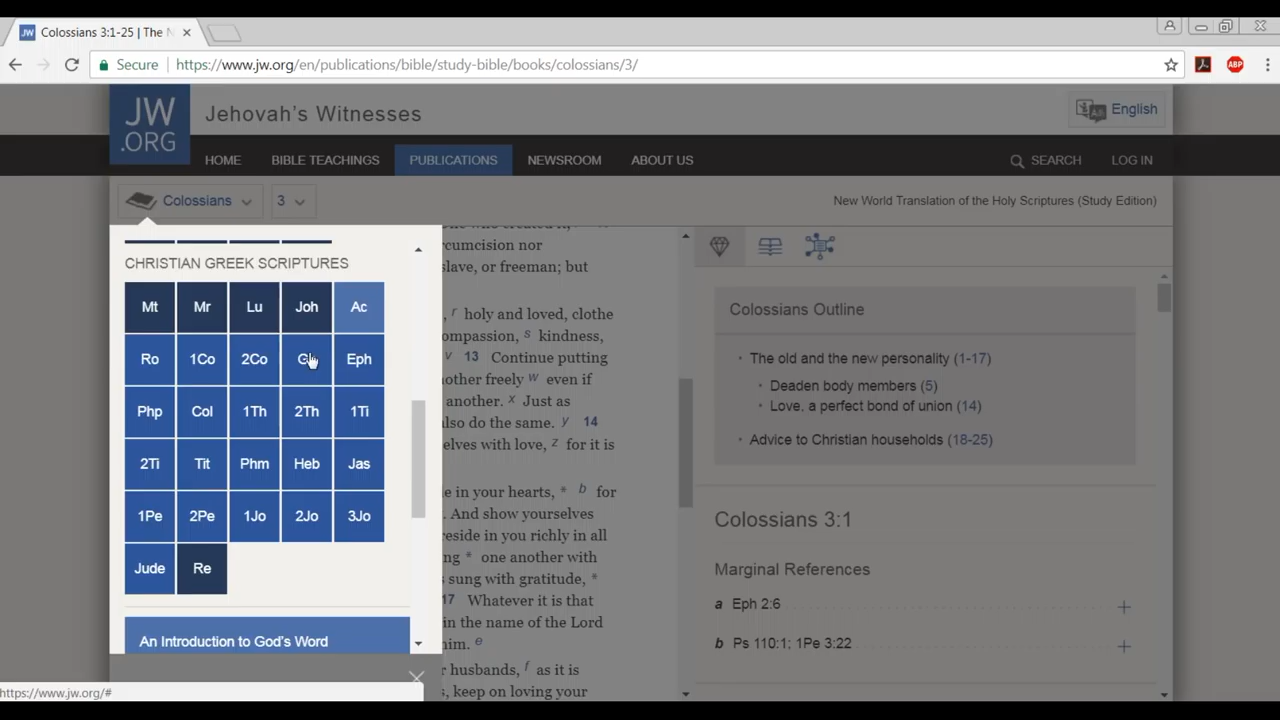 Colossians 3:1-25 | The N
Secure https://www.jw.org/en/publications/bible/study-bible/books/colossians/3/
JW
.ORG
Jehovah's Witnesses
English
HOME
BIBLE TEACHINGS
PUBLICATIONS
NEWSROOM
ABOUT US
SEARCH
LOG IN
Colossians
3
New World Translation of the Holy Scriptures (Study Edition)
CHRISTIAN GREEK SCRIPTURES
Mt Mr Lu Joh Ac
Ro 1Co 2Co Eph
Php Col 1Th 2Th 1Ti
2Ti Tit Phm Heb Jas
1Pe 2Pe 1Jo 2Jo 3Jo
Jude Re
An Introduction to God's Word
https://www.jw.org/#
nor
slave, or freeman; but
, r holy and loved, clothe
s kindness,
v 13 Continue putting
freely w even if
another. x Just as
also do the same. y 14
with love, z for it is
in your hearts, * b for
And show yourselves
reside in you richly in all
* one another with
sung with gratitude, *
17 Whatever it is that
in the name of the Lord
e
husbands, f as it is
keep on loving your
Colossians Outline
• The old and the new personality (1-17)
• Deaden body members (5)
• Love, a perfect bond of union (14)
• Advice to Christian households (18-25)
Colossians 3:1
Marginal References
a Eph 2:6
b Ps 110:1; 1Pe 3:22